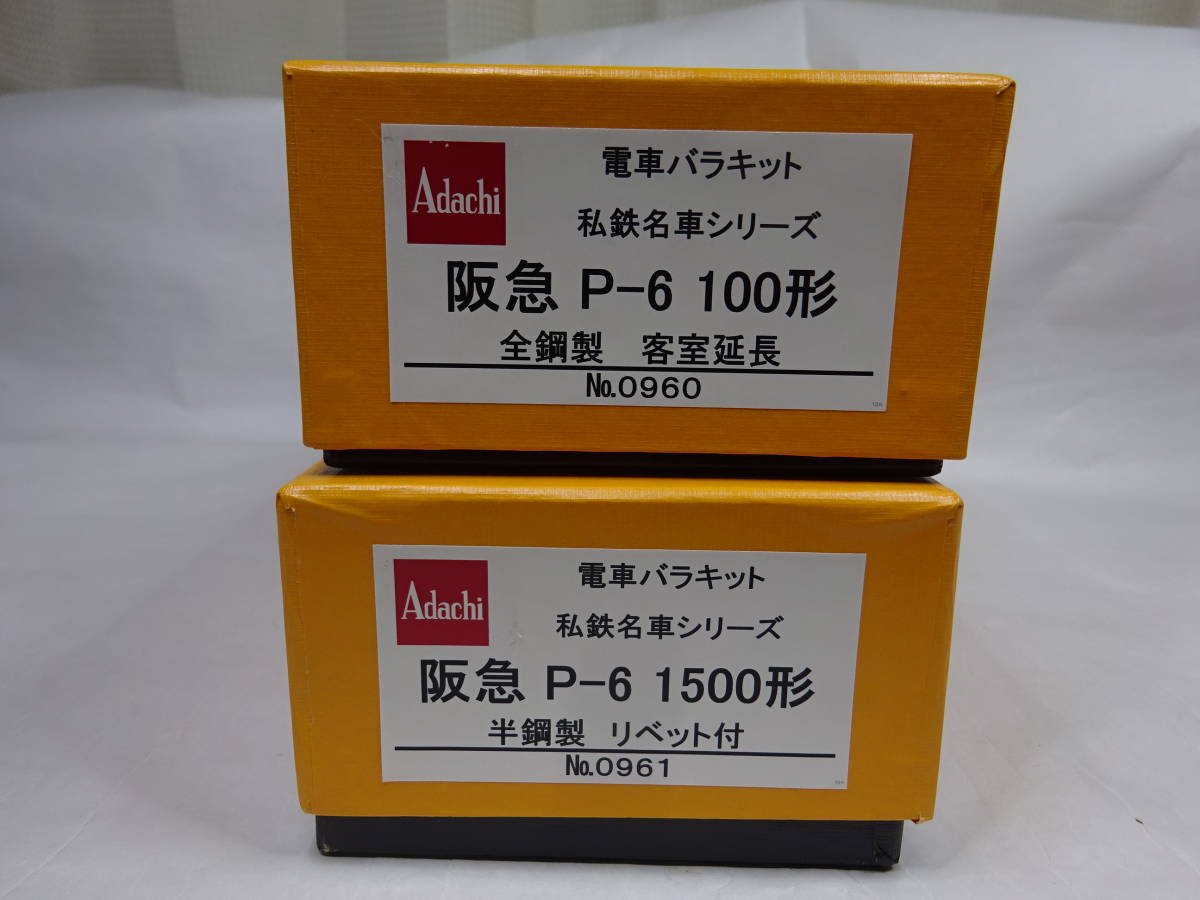 Adachi
電車バラキット
私鉄名車シリーズ
阪急 P-6 100形
全鋼製 客室延長
№.0960
Adachi
電車バラキット
私鉄名車シリーズ
阪急 P-6 1500形
半鋼製 リベット付
№.0961